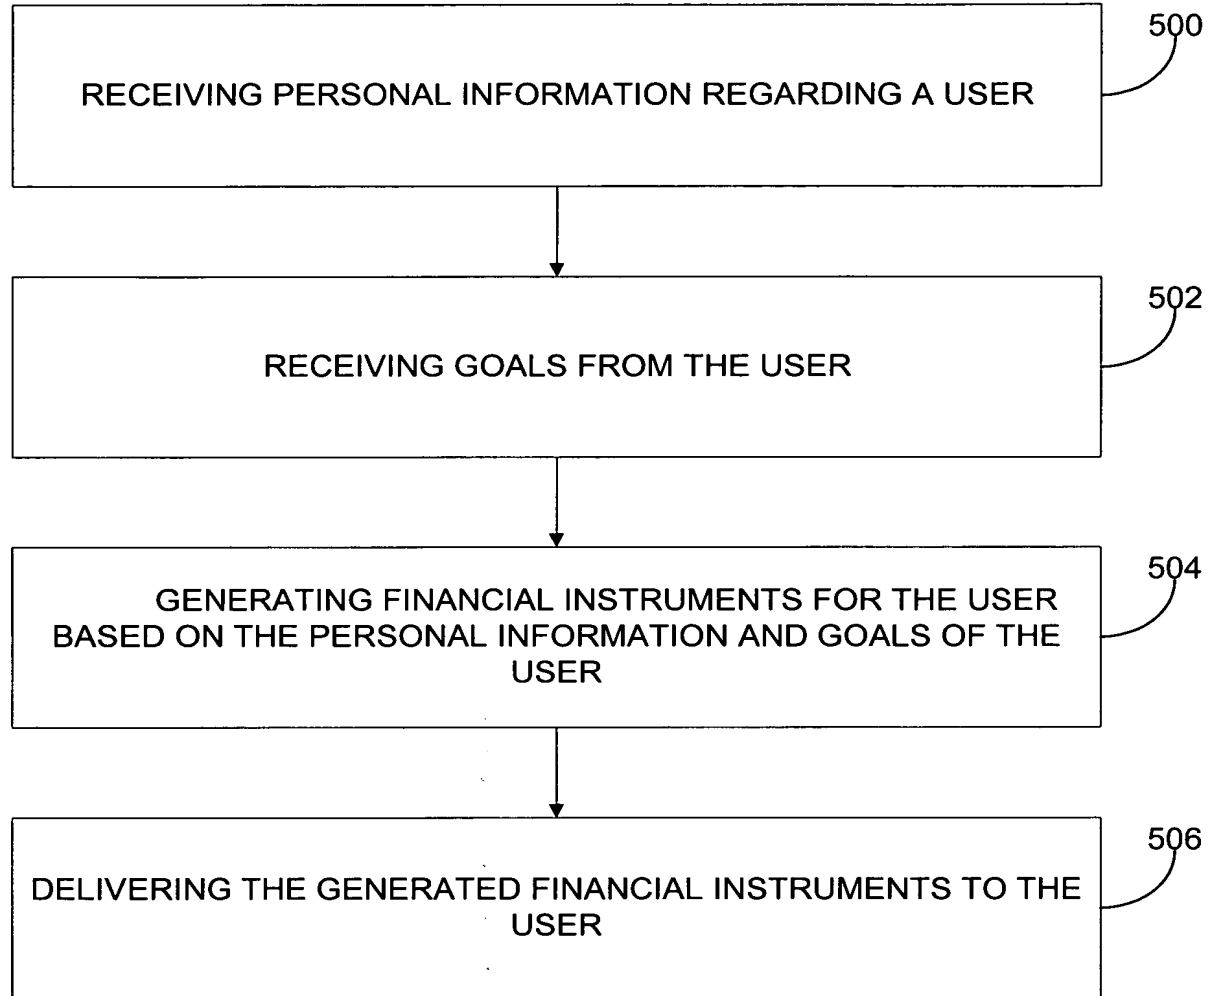 500
RECEIVING PERSONAL INFORMATION REGARDING A USER
502
RECEIVING GOALS FROM THE USER
504
GENERATING FINANCIAL INSTRUMENTS FOR THE USER
BASED ON THE PERSONAL INFORMATION AND GOALS OF THE
USER
506
DELIVERING THE GENERATED FINANCIAL INSTRUMENTS TO THE
USER